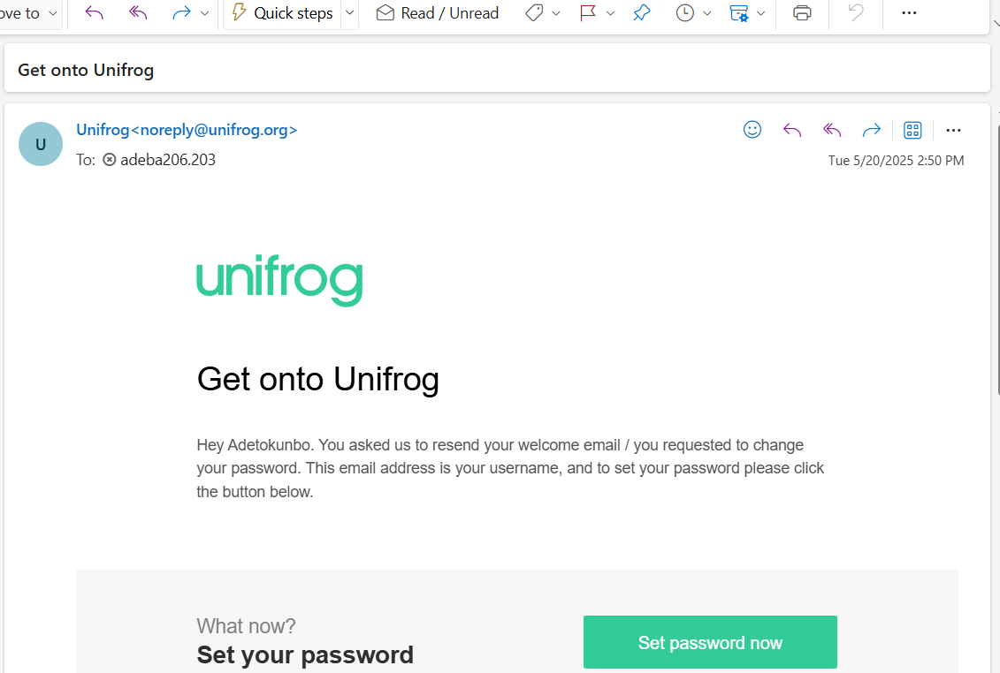 ove to
Quick steps
Read / Unread
Get onto Unifrog
U
Unifrog<noreply@unifrog.org>
To: adeba206.203
Tue 5/20/2025 2:50 PM
unifrog
Get onto Unifrog
Hey Adetokunbo. You asked us to resend your welcome email / you requested to change
your password. This email address is your username, and to set your password please click
the button below.
What now?
Set your password
Set password now